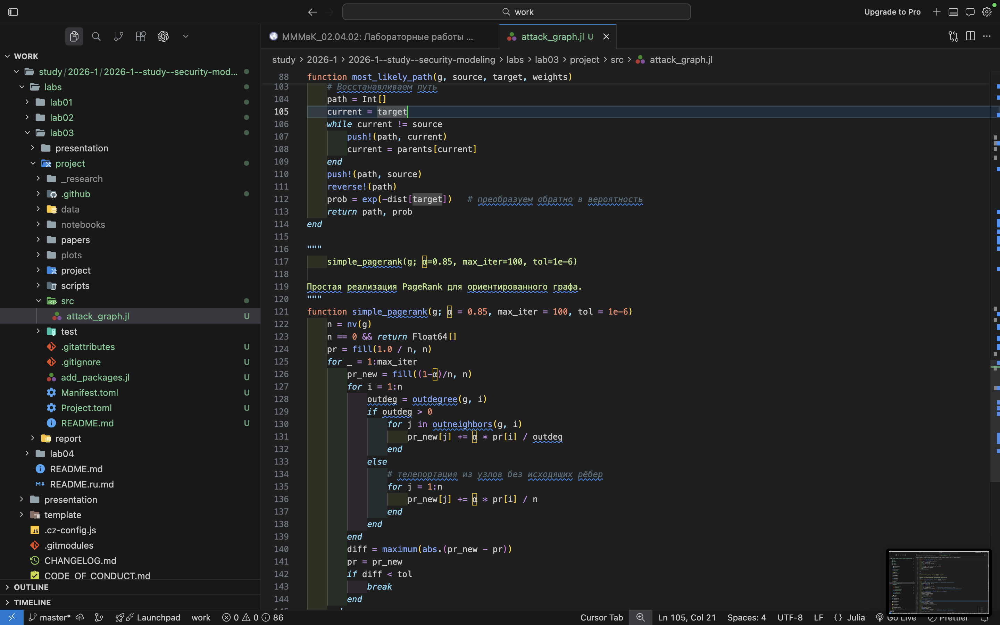 work
Upgrade to Pro
WORK
study/2026-1/2026-1--study--security-mod...
labs
lab01
lab02
lab03
presentation
project
_research
.github
data
notebooks
papers
plots
project
scripts
src
attack_graph.jl U
test
.gitattributes U
.gitignore U
add_packages.jl U
Manifest.toml U
Project.toml U
README.md U
report
lab04
README.md
README.ru.md
presentation
template
.cz-config.js
.gitmodules
CHANGELOG.md
CODE_OF_CONDUCT.md
OUTLINE
TIMELINE
МММвК_02.04.02: Лабораторные работы ...
attack_graph.jl U
study > 2026-1 > 2026-1--study--security-modeling > labs > lab03 > project > src > attack_graph.jl
88 function most_likely_path(g, source, target, weights)
103 # Восстанавливаем путь
104 path = Int[]
105 current = target
106 while current != source
107 push!(path, current)
108 current = parents[current]
109 end
110 push!(path, source)
111 reverse!(path)
112 prob = exp(-dist[target]) # преобразуем обратно в вероятность
113 return path, prob
114 end
115
116 """
117 simple_pagerank(g; α=0.85, max_iter=100, tol=1e-6)
118
119 Простая реализация PageRank для ориентированного графа.
120 """
121 function simple_pagerank(g; α = 0.85, max_iter = 100, tol = 1e-6)
122 n = nv(g)
123 n == 0 && return Float64[]
124 pr = fill(1.0 / n, n)
125 for _ = 1:max_iter
126 pr_new = fill((1-α)/n, n)
127 for i = 1:n
128 outdeg = outdegree(g, i)
129 if outdeg > 0
130 for j in outneighbors(g, i)
131 pr_new[j] += α * pr[i] / outdeg
132 end
133 else
134 # телепортация из узлов без исходящих рёбер
135 for j = 1:n
136 pr_new[j] += α * pr[i] / n
137 end
138 end
139 end
140 diff = maximum(abs.(pr_new - pr))
141 pr = pr_new
142 if diff < tol
143 break
144 end
master* Launchpad work 0 0 86 Cursor Tab Ln 105, Col 21 Spaces: 4 UTF-8 LF {} Julia Go Live Prettier